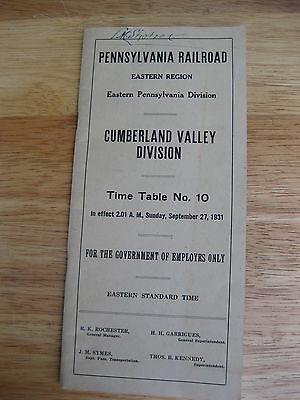 PENNSYLVANIA RAILROAD
EASTERN REGION
Eastern Pennsylvania Division
CUMBERLAND VALLEY
DIVISION
Time Table No. 10
In effect 2.01 A. M., Sunday, September 27, 1931
FOR THE GOVERNMENT OF EMPLOYES ONLY
EASTERN STANDARD TIME
R. K. ROCHESTER,
General Manager.
H. H. GARRIGUES,
General Superintendent.
J. M. SYMES,
Supt. Pass. Transportation.
THOS. B. KENNEDY,
Superintendent.